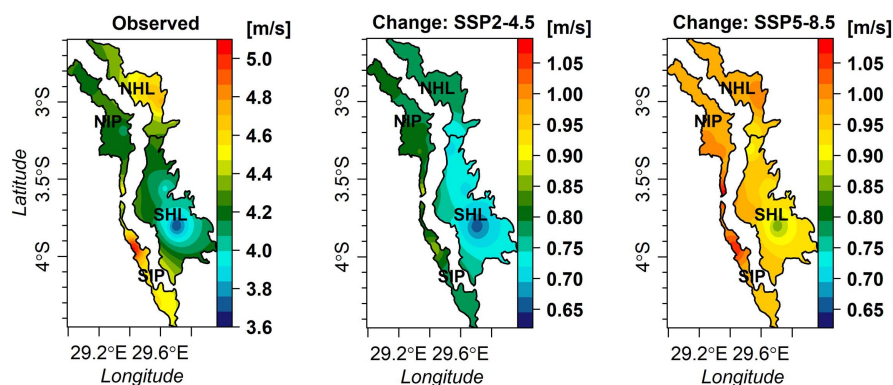 Observed [m/s] Change: SSP2-4.5 [m/s] Change: SSP5-8.5 [m/s]
5.0 1.05 1.05
NHL NHL NHL
4.8 1.00 1.00
3°S 3°S 3°S
NIP NIP NIP
4.6 0.95 0.95
4.4 0.90 0.90
Latitude
3.5°S 3.5°S 3.5°S
0.85 0.85
4.2 0.80 0.80
SHL SHL SHL
4.0 0.75 0.75
4°S 4°S 4°S
SIP SIP SIP
3.8 0.70 0.70
0.65 0.65
3.6
29.2°E 29.6°E 29.2°E 29.6°E 29.2°E 29.6°E
Longitude Longitude Longitude